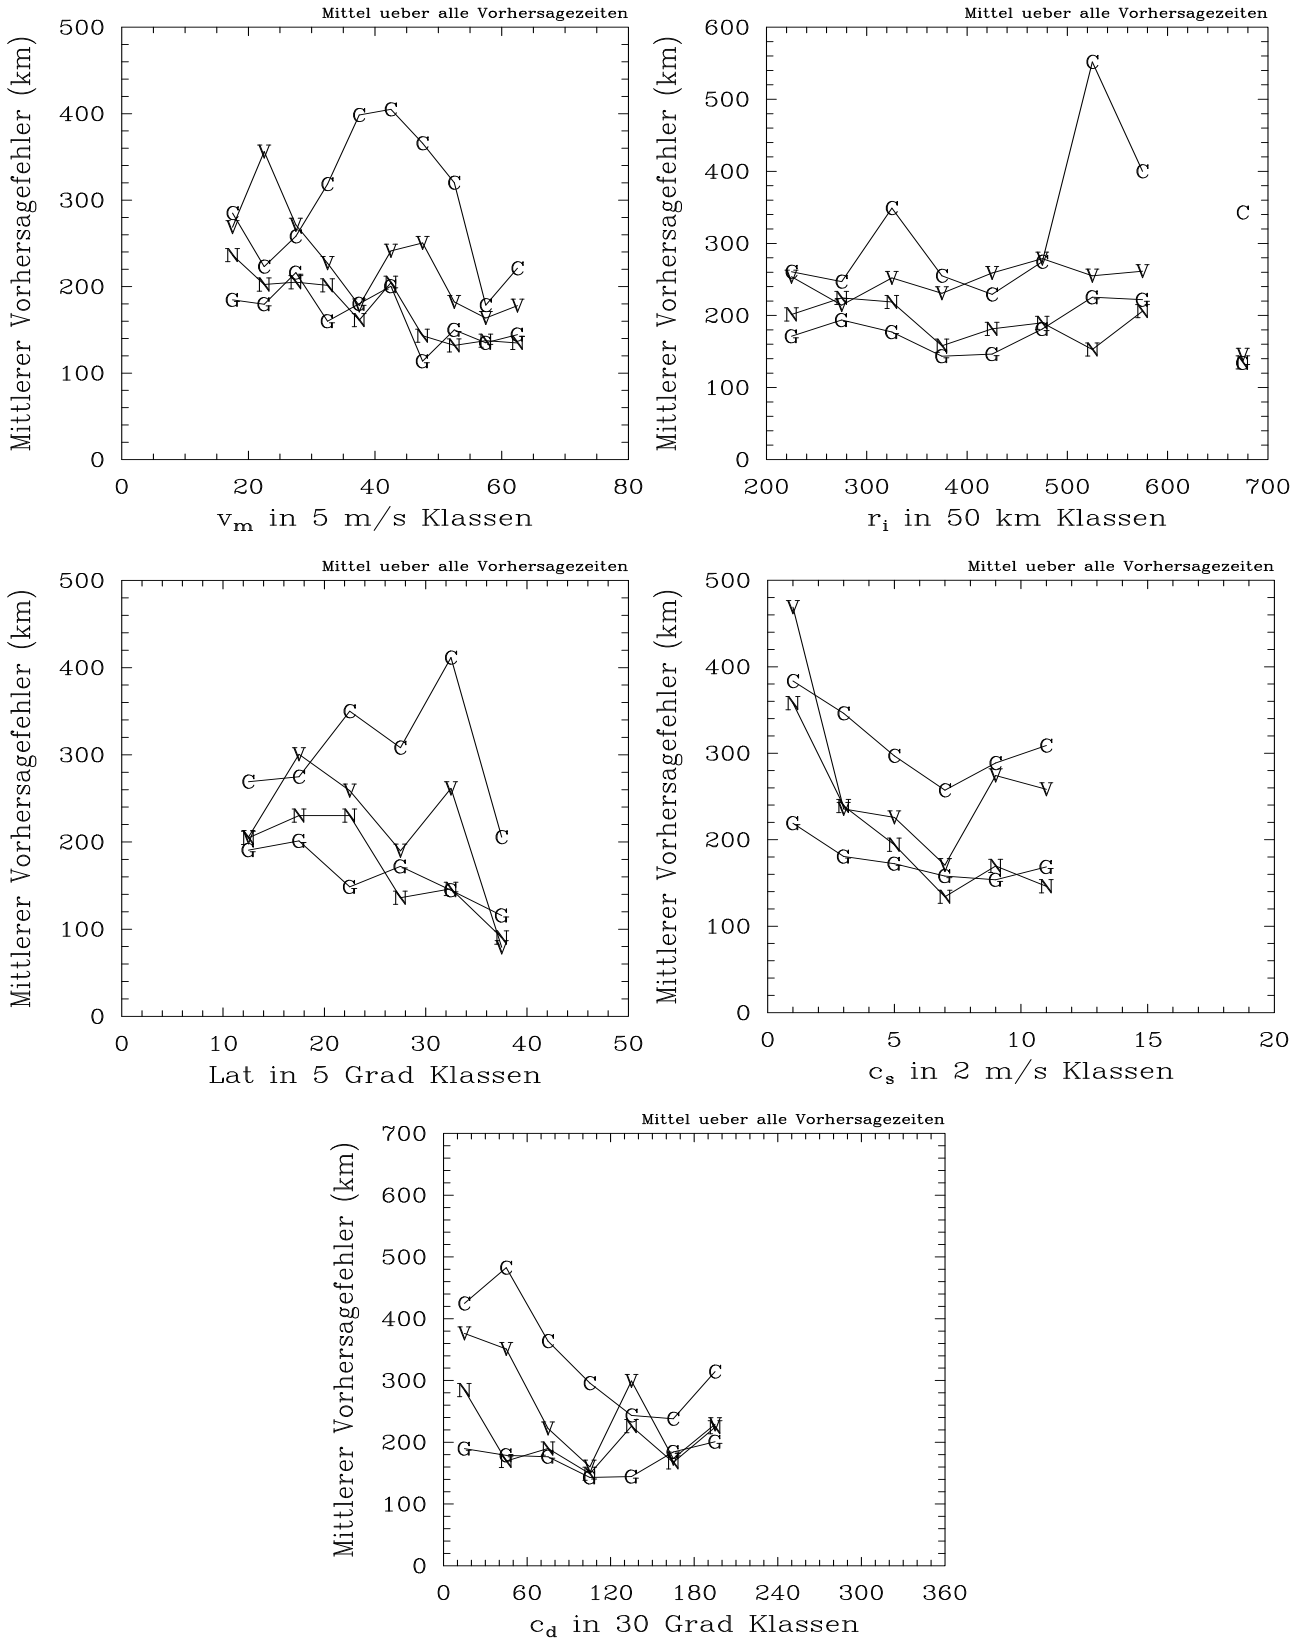 Mittel ueber alle Vorhersagezeiten
Mittlerer Vorhersagefehler (km)
500
400
300
200
100
0
V
C C
C
C
C C
C V V
V C V C
N V C
N N N N V
G G G G V V
N G N N N
G G G G
0 20 40 60 80
v_m in 5 m/s Klassen
Mittel ueber alle Vorhersagezeiten
Mittlerer Vorhersagefehler (km)
600
500
400
300
200
100
0
C
C
C C
C C V C V V V
V V V C C V
N N N N
N G N N G G
G G G G G N
V
N
G
200 300 400 500 600 700
r_i in 50 km Klassen
Mittel ueber alle Vorhersagezeiten
Mittlerer Vorhersagefehler (km)
500
400
300
200
100
0
C
C
C
C C V V V
V N N V C
N G G G N
G N G G
N
V
0 10 20 30 40 50
Lat in 5 Grad Klassen
Mittel ueber alle Vorhersagezeiten
Mittlerer Vorhersagefehler (km)
500
400
300
200
100
0
V
C
N C
C C C
C V V
N V
G V N
G G V N G
G G N
N
0 5 10 15 20
c_s in 2 m/s Klassen
Mittel ueber alle Vorhersagezeiten
Mittlerer Vorhersagefehler (km)
700
600
500
400
300
200
100
0
C
C
V V C
C V C
N
V C C
G G N N V
N G V G V N
N G N G
G
0 60 120 180 240 300 360
c_d in 30 Grad Klassen